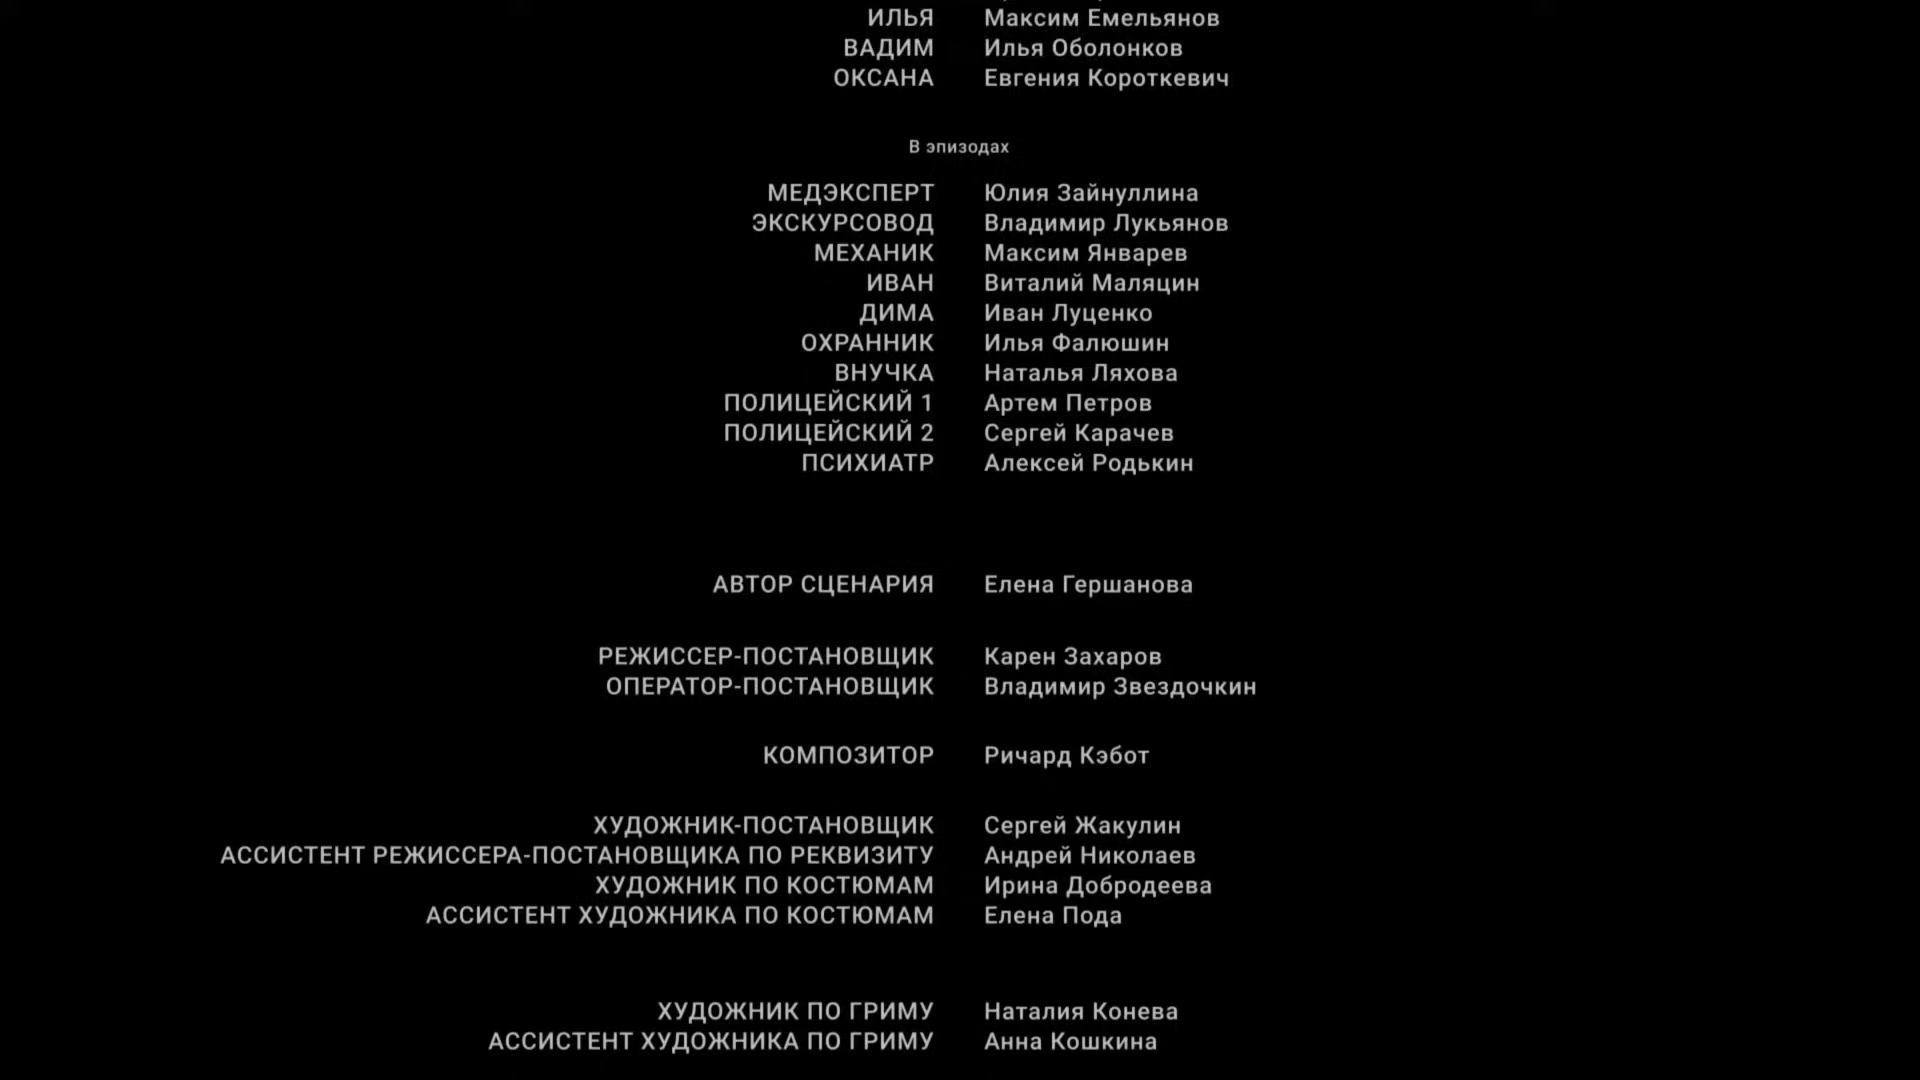 ИЛЬЯ Максим Емельянов
ВАДИМ Илья Оболонков
ОКСАНА Евгения Короткевич
В эпизодах
МЕДЭКСПЕРТ Юлия Зайнуллина
ЭКСКУРСОВОД Владимир Лукьянов
МЕХАНИК Максим Январев
ИВАН Виталий Маляцин
ДИМА Иван Луценко
ОХРАННИК Илья Фалюшин
ВНУЧКА Наталья Ляхова
ПОЛИЦЕЙСКИЙ 1 Артем Петров
ПОЛИЦЕЙСКИЙ 2 Сергей Карачев
ПСИХИАТР Алексей Родькин
АВТОР СЦЕНАРИЯ Елена Гершанова
РЕЖИССЕР-ПОСТАНОВЩИК Карен Захаров
ОПЕРАТОР-ПОСТАНОВЩИК Владимир Звездочкин
КОМПОЗИТОР Ричард Кэбот
ХУДОЖНИК-ПОСТАНОВЩИК Сергей Жакулин
АССИСТЕНТ РЕЖИССЕРА-ПОСТАНОВЩИКА ПО РЕКВИЗИТУ Андрей Николаев
ХУДОЖНИК ПО КОСТЮМАМ Ирина Добродеева
АССИСТЕНТ ХУДОЖНИКА ПО КОСТЮМАМ Елена Пода
ХУДОЖНИК ПО ГРИМУ Наталия Конева
АССИСТЕНТ ХУДОЖНИКА ПО ГРИМУ Анна Кошкина